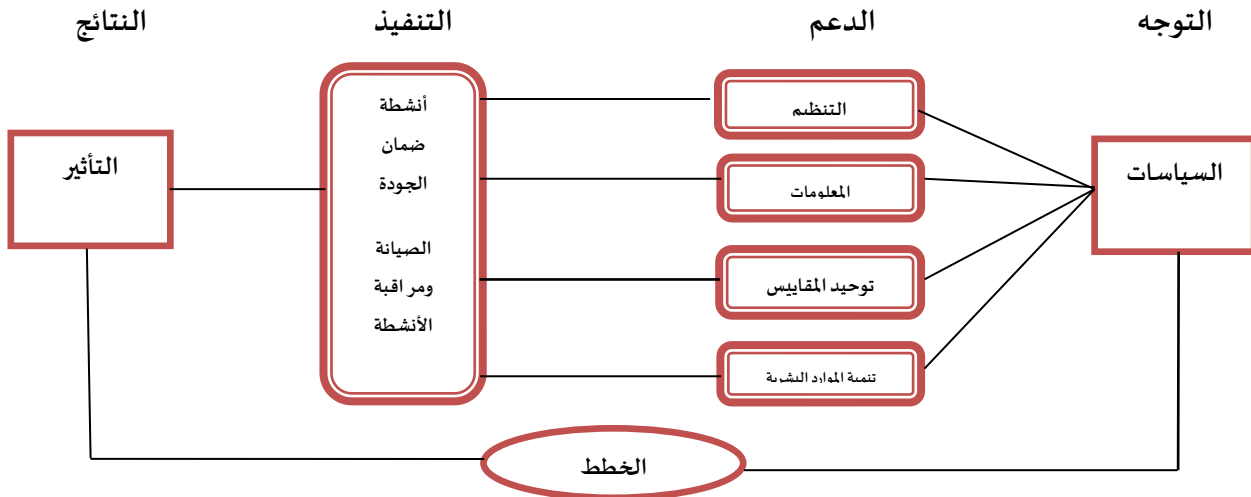 التوجه
الدعم
التنفيذ
النتائج
السياسات
التنظيم
المعلومات
توحيد المقاييس
تنمية الموارد البشرية
أنشطة
ضمان
الجودة
الصيانة
ومراقبة
الأنشطة
التأثير
الخطط